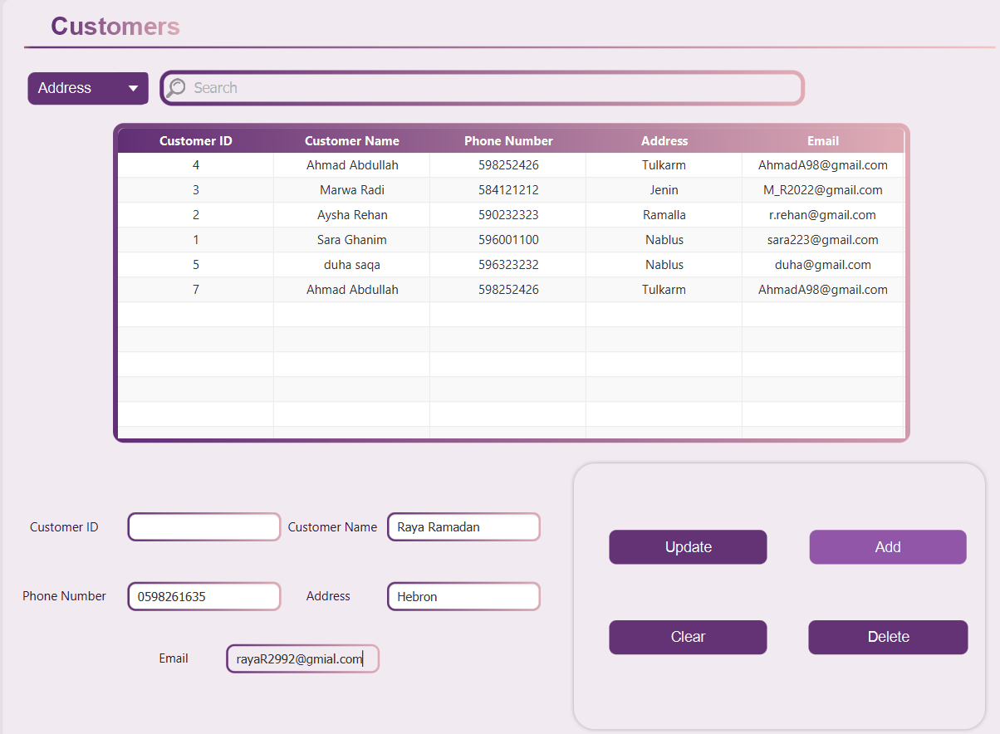 Customers
Address
Search
Customer ID Customer Name Phone Number Address Email
4 Ahmad Abdullah 598252426 Tulkarm AhmadA98@gmail.com
3 Marwa Radi 584121212 Jenin M_R2022@gmail.com
2 Aysha Rehan 590232323 Ramalla r.rehan@gmail.com
1 Sara Ghanim 596001100 Nablus sara223@gmail.com
5 duha saqa 596323232 Nablus duha@gmail.com
7 Ahmad Abdullah 598252426 Tulkarm AhmadA98@gmail.com
Customer ID Customer Name Raya Ramadan
Phone Number 0598261635 Address Hebron
Email rayaR2992@gmial.com
Update Add
Clear Delete